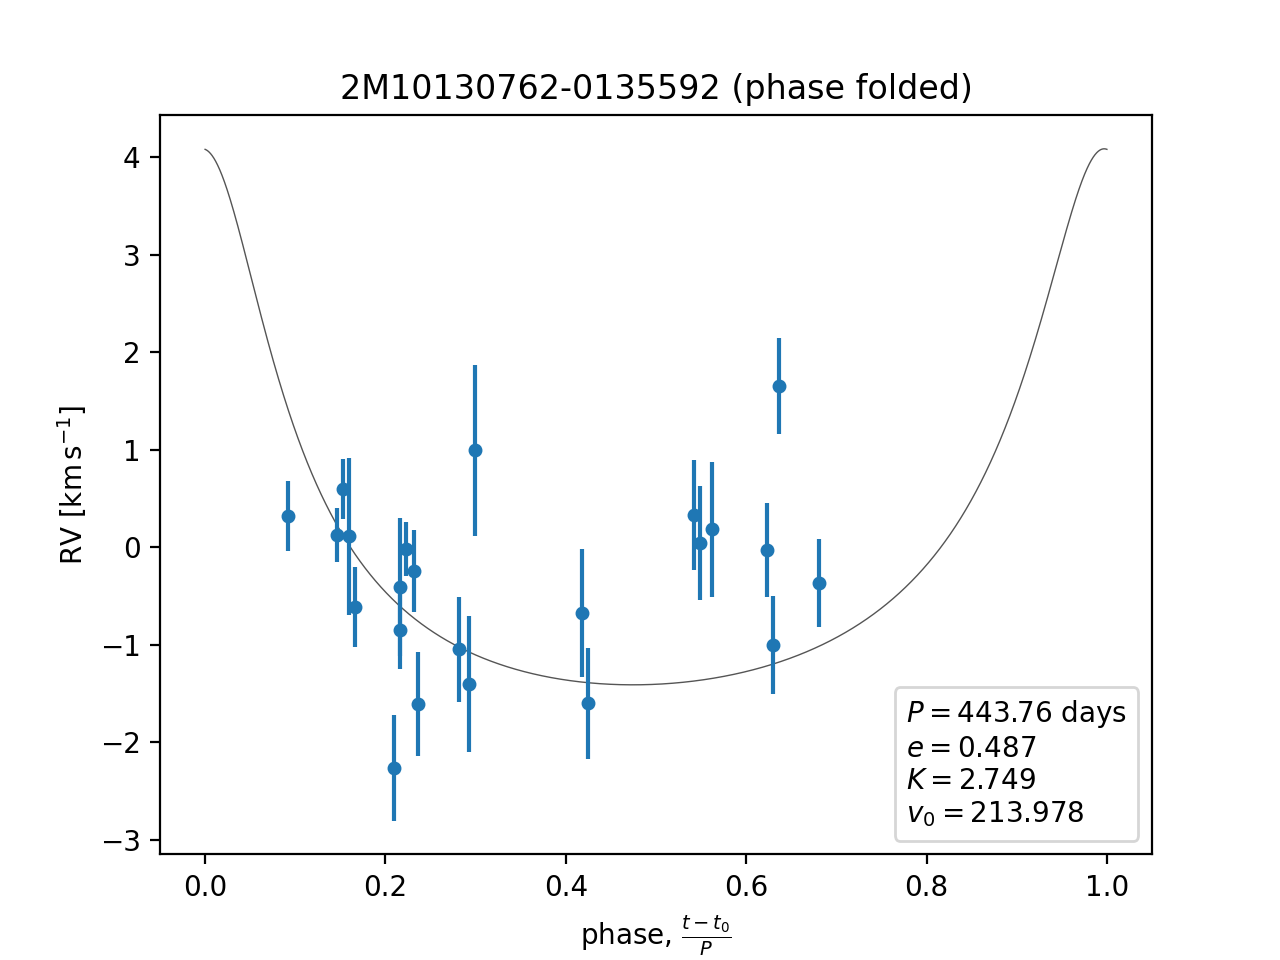 2M10130762-0135592 (phase folded)
RV [km s⁻¹]
4
3
2
1
0
−1
−2
−3
P = 443.76 days
e = 0.487
K = 2.749
v₀ = 213.978
0.0 0.2 0.4 0.6 0.8 1.0
phase, (t − t₀)/P